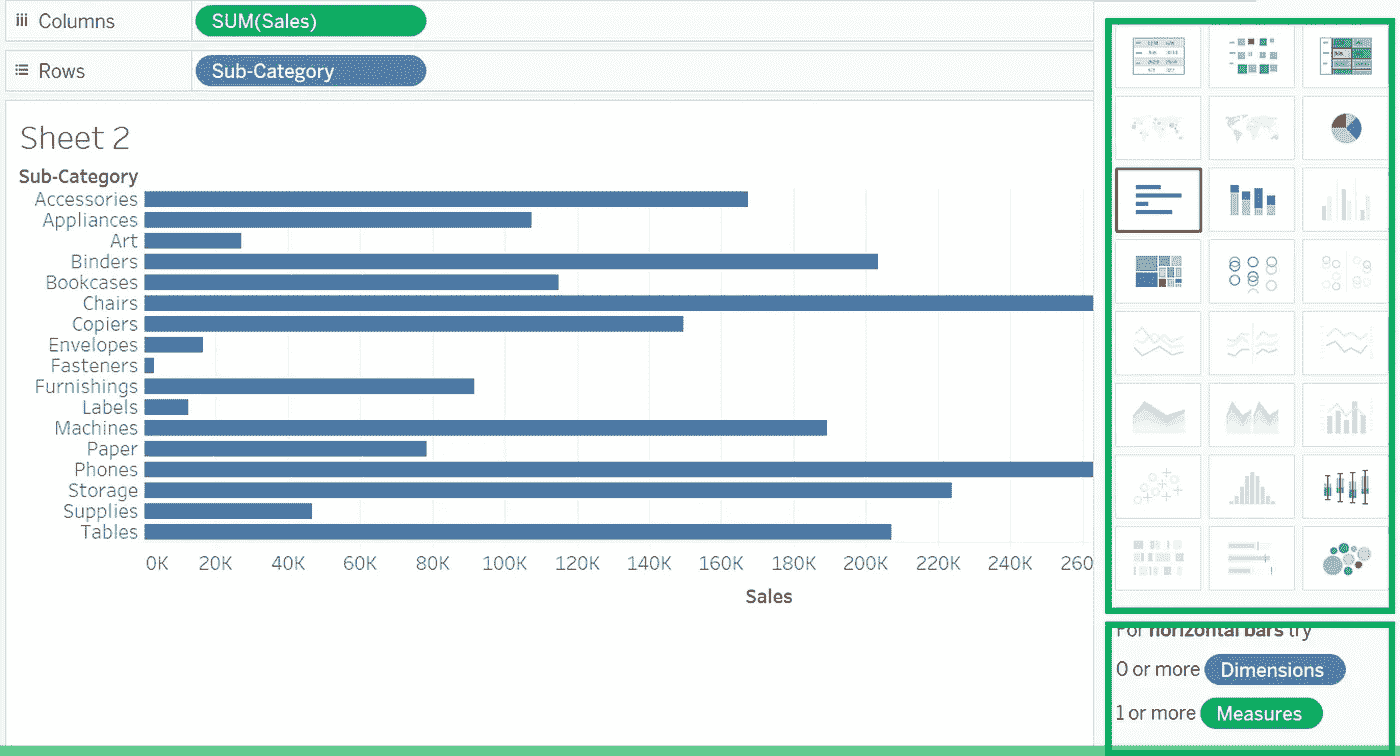 Columns
SUM(Sales)
Rows
Sub-Category
Sheet 2
Sub-Category
Accessories
Appliances
Art
Binders
Bookcases
Chairs
Copiers
Envelopes
Fasteners
Furnishings
Labels
Machines
Paper
Phones
Storage
Supplies
Tables
0K 20K 40K 60K 80K 100K 120K 140K 160K 180K 200K 220K 240K 260
Sales
For horizontal bars try
0 or more Dimensions
1 or more Measures